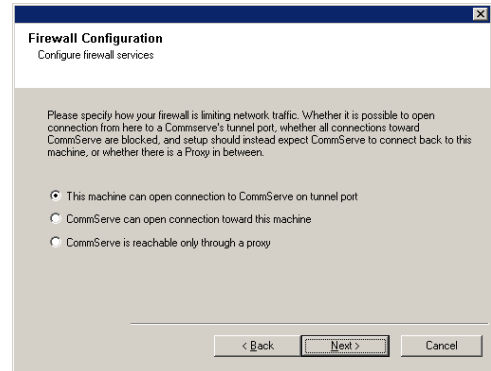 Firewall Configuration
Configure firewall services
Please specify how your firewall is limiting network traffic. Whether it is possible to open
connection from here to a Commserve's tunnel port, whether all connections toward
CommServe are blocked, and setup should instead expect CommServe to connect back to this
machine, or whether there is a Proxy in between.
This machine can open connection to CommServe on tunnel port
CommServe can open connection toward this machine
CommServe is reachable only through a proxy
< Back
Next >
Cancel